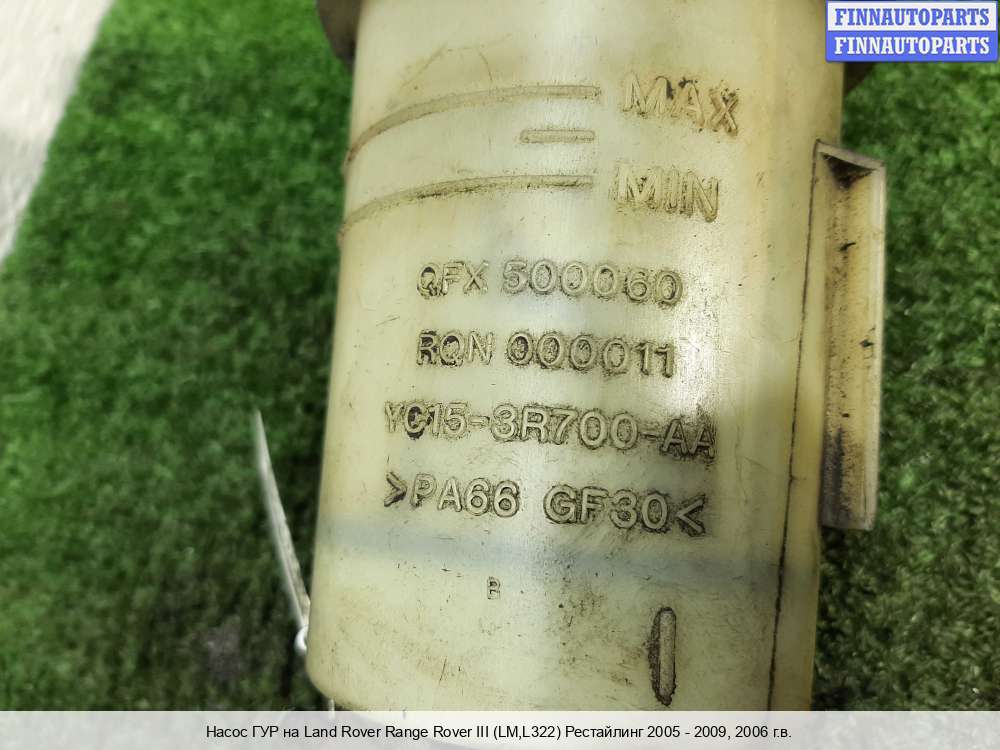 FINNAUTOPARTS
FINNAUTOPARTS
MAX
MIN
QFX 500060
RQN 000011
YC15-3R700-AA
>PA66 GF30<
B
Насос ГУР на Land Rover Range Rover III (LM,L322) Рестайлинг 2005 - 2009, 2006 г.в.